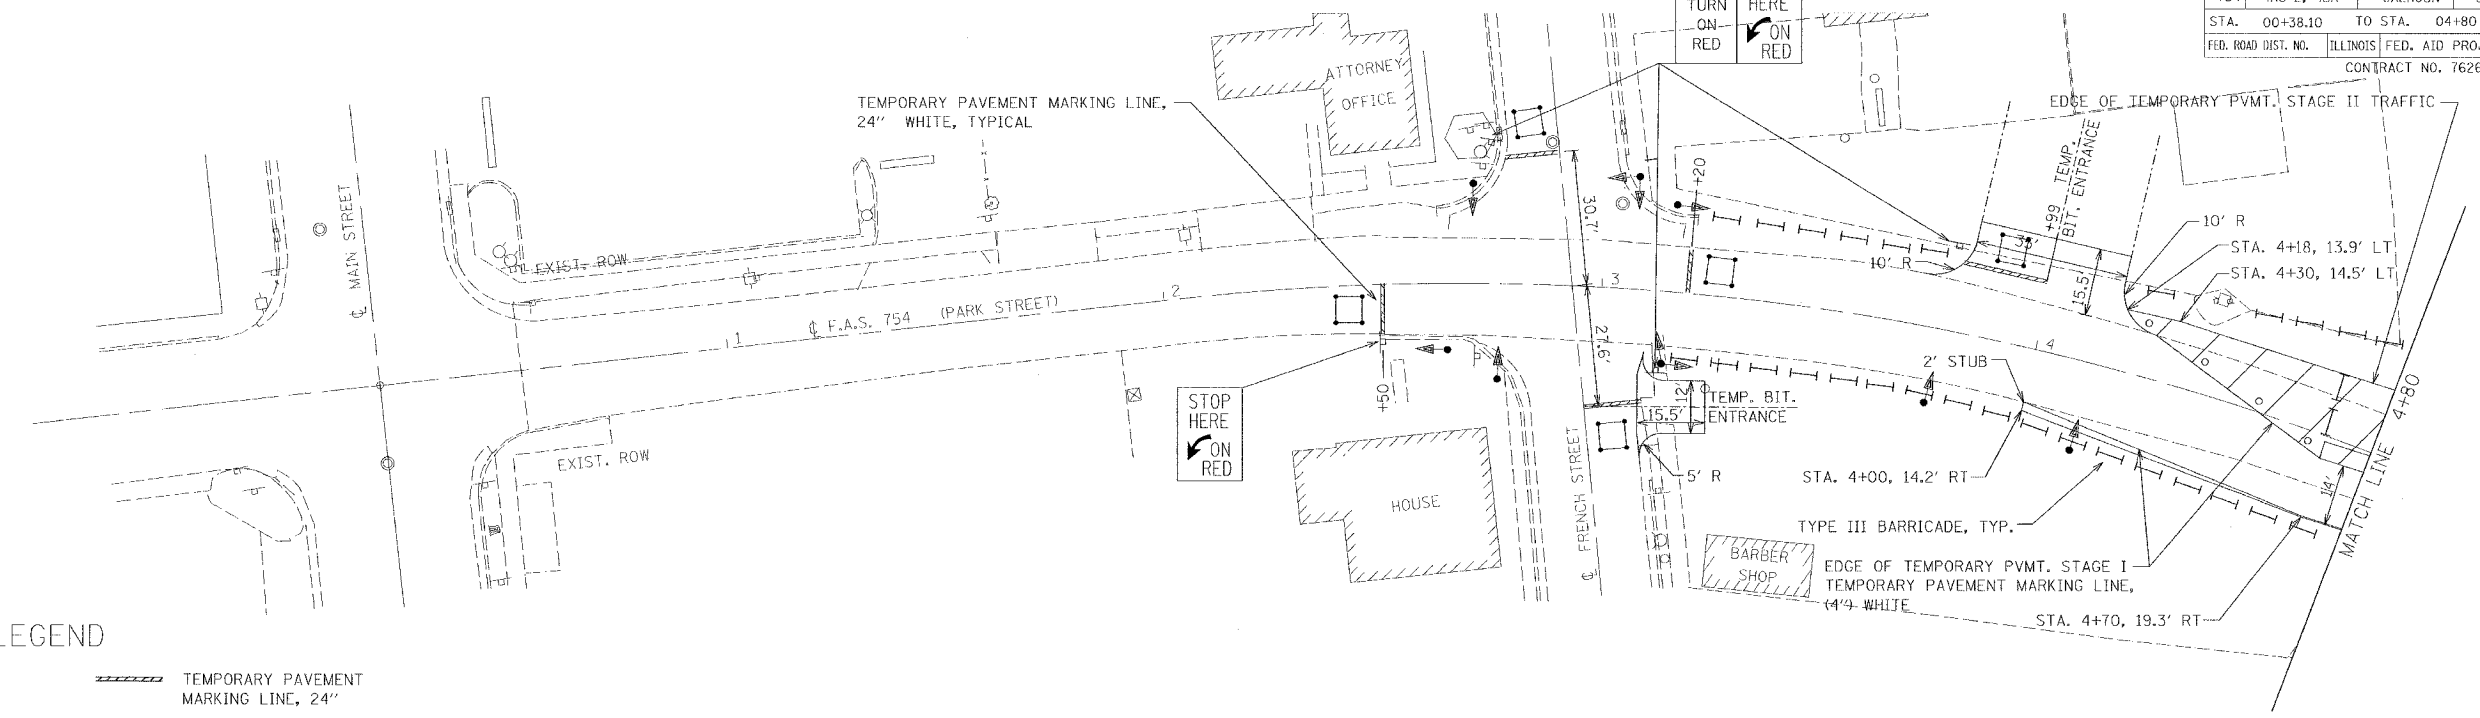 TURN
ON
RED
HERE
ON
RED
STA. 00+38.10 TO STA. 04+80
FED. ROAD DIST. NO. ILLINOIS FED. AID PRO
CONTRACT NO. 7626
TEMPORARY PAVEMENT MARKING LINE,
24" WHITE, TYPICAL
ATTORNEY
OFFICE
EDGE OF TEMPORARY PVMT. STAGE II TRAFFIC
+20
+99 TEMP.
BIT. ENTRANCE
35'
10' R
STA. 4+18, 13.9' LT
STA. 4+30, 14.5' LT
10' R
15.5'
30.7'
℄ MAIN STREET
EXIST. ROW
℄ F.A.S. 754 (PARK STREET)
1
2
3
4
27.6'
2' STUB
4+80
+50
STOP
HERE
ON
RED
12'
TEMP. BIT.
ENTRANCE
15.5'
EXIST. ROW
5' R
STA. 4+00, 14.2' RT
14'
MATCH LINE
HOUSE
℄ FRENCH STREET
TYPE III BARRICADE, TYP.
BARBER
SHOP
EDGE OF TEMPORARY PVMT. STAGE I
TEMPORARY PAVEMENT MARKING LINE,
(4") WHITE
STA. 4+70, 19.3' RT
LEGEND
TEMPORARY PAVEMENT
MARKING LINE, 24"